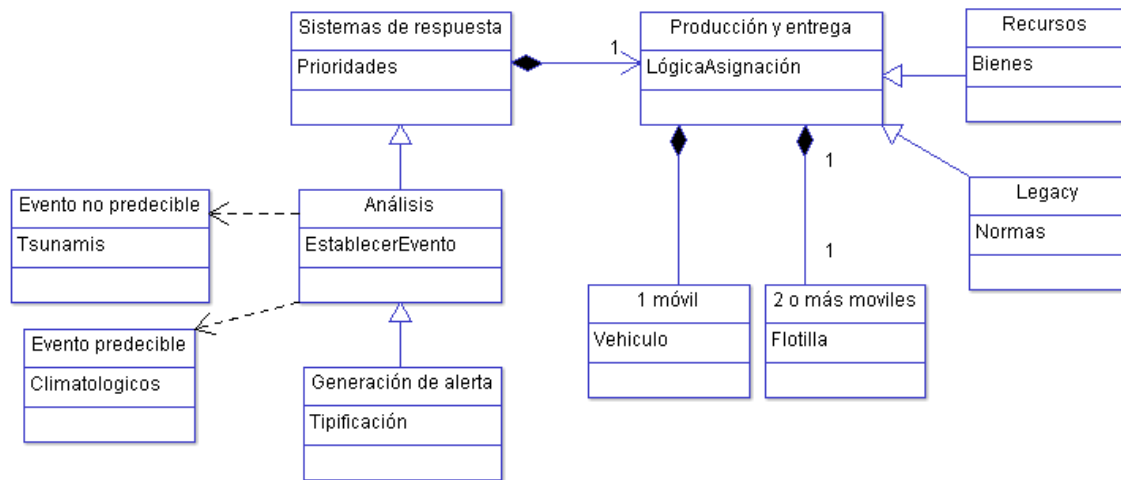 Sistemas de respuesta
Prioridades
1
Producción y entrega
LógicaAsignación
Recursos
Bienes
1
Legacy
Normas
Evento no predecible
Tsunamis
Análisis
EstablecerEvento
1
1 móvil
Vehiculo
2 o más moviles
Flotilla
Evento predecible
Climatologicos
Generación de alerta
Tipificación